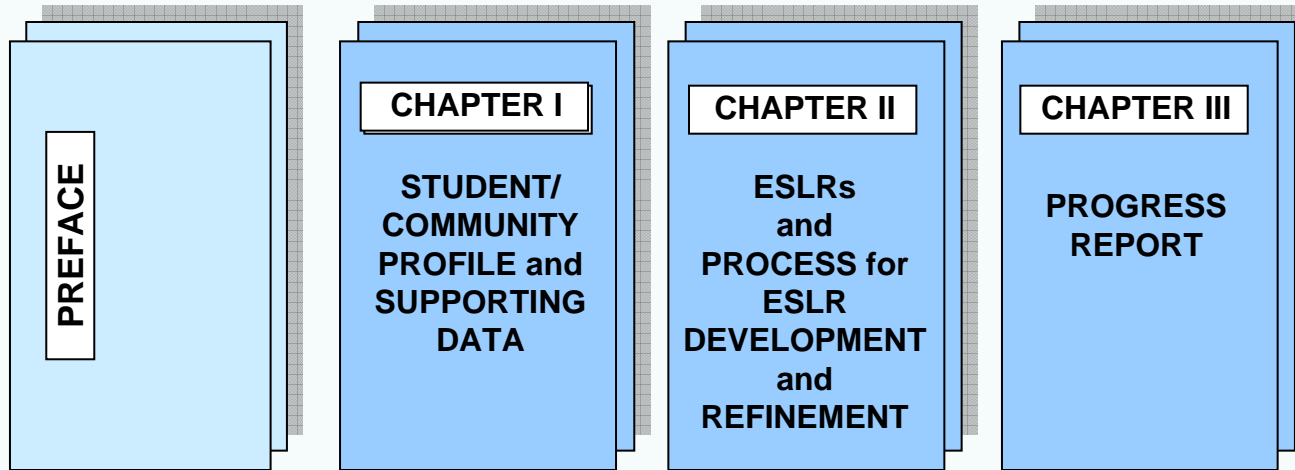 PREFACE
CHAPTER I
STUDENT/
COMMUNITY
PROFILE and
SUPPORTING
DATA
CHAPTER II
ESLRs
and
PROCESS for
ESLR
DEVELOPMENT
and
REFINEMENT
CHAPTER III
PROGRESS
REPORT